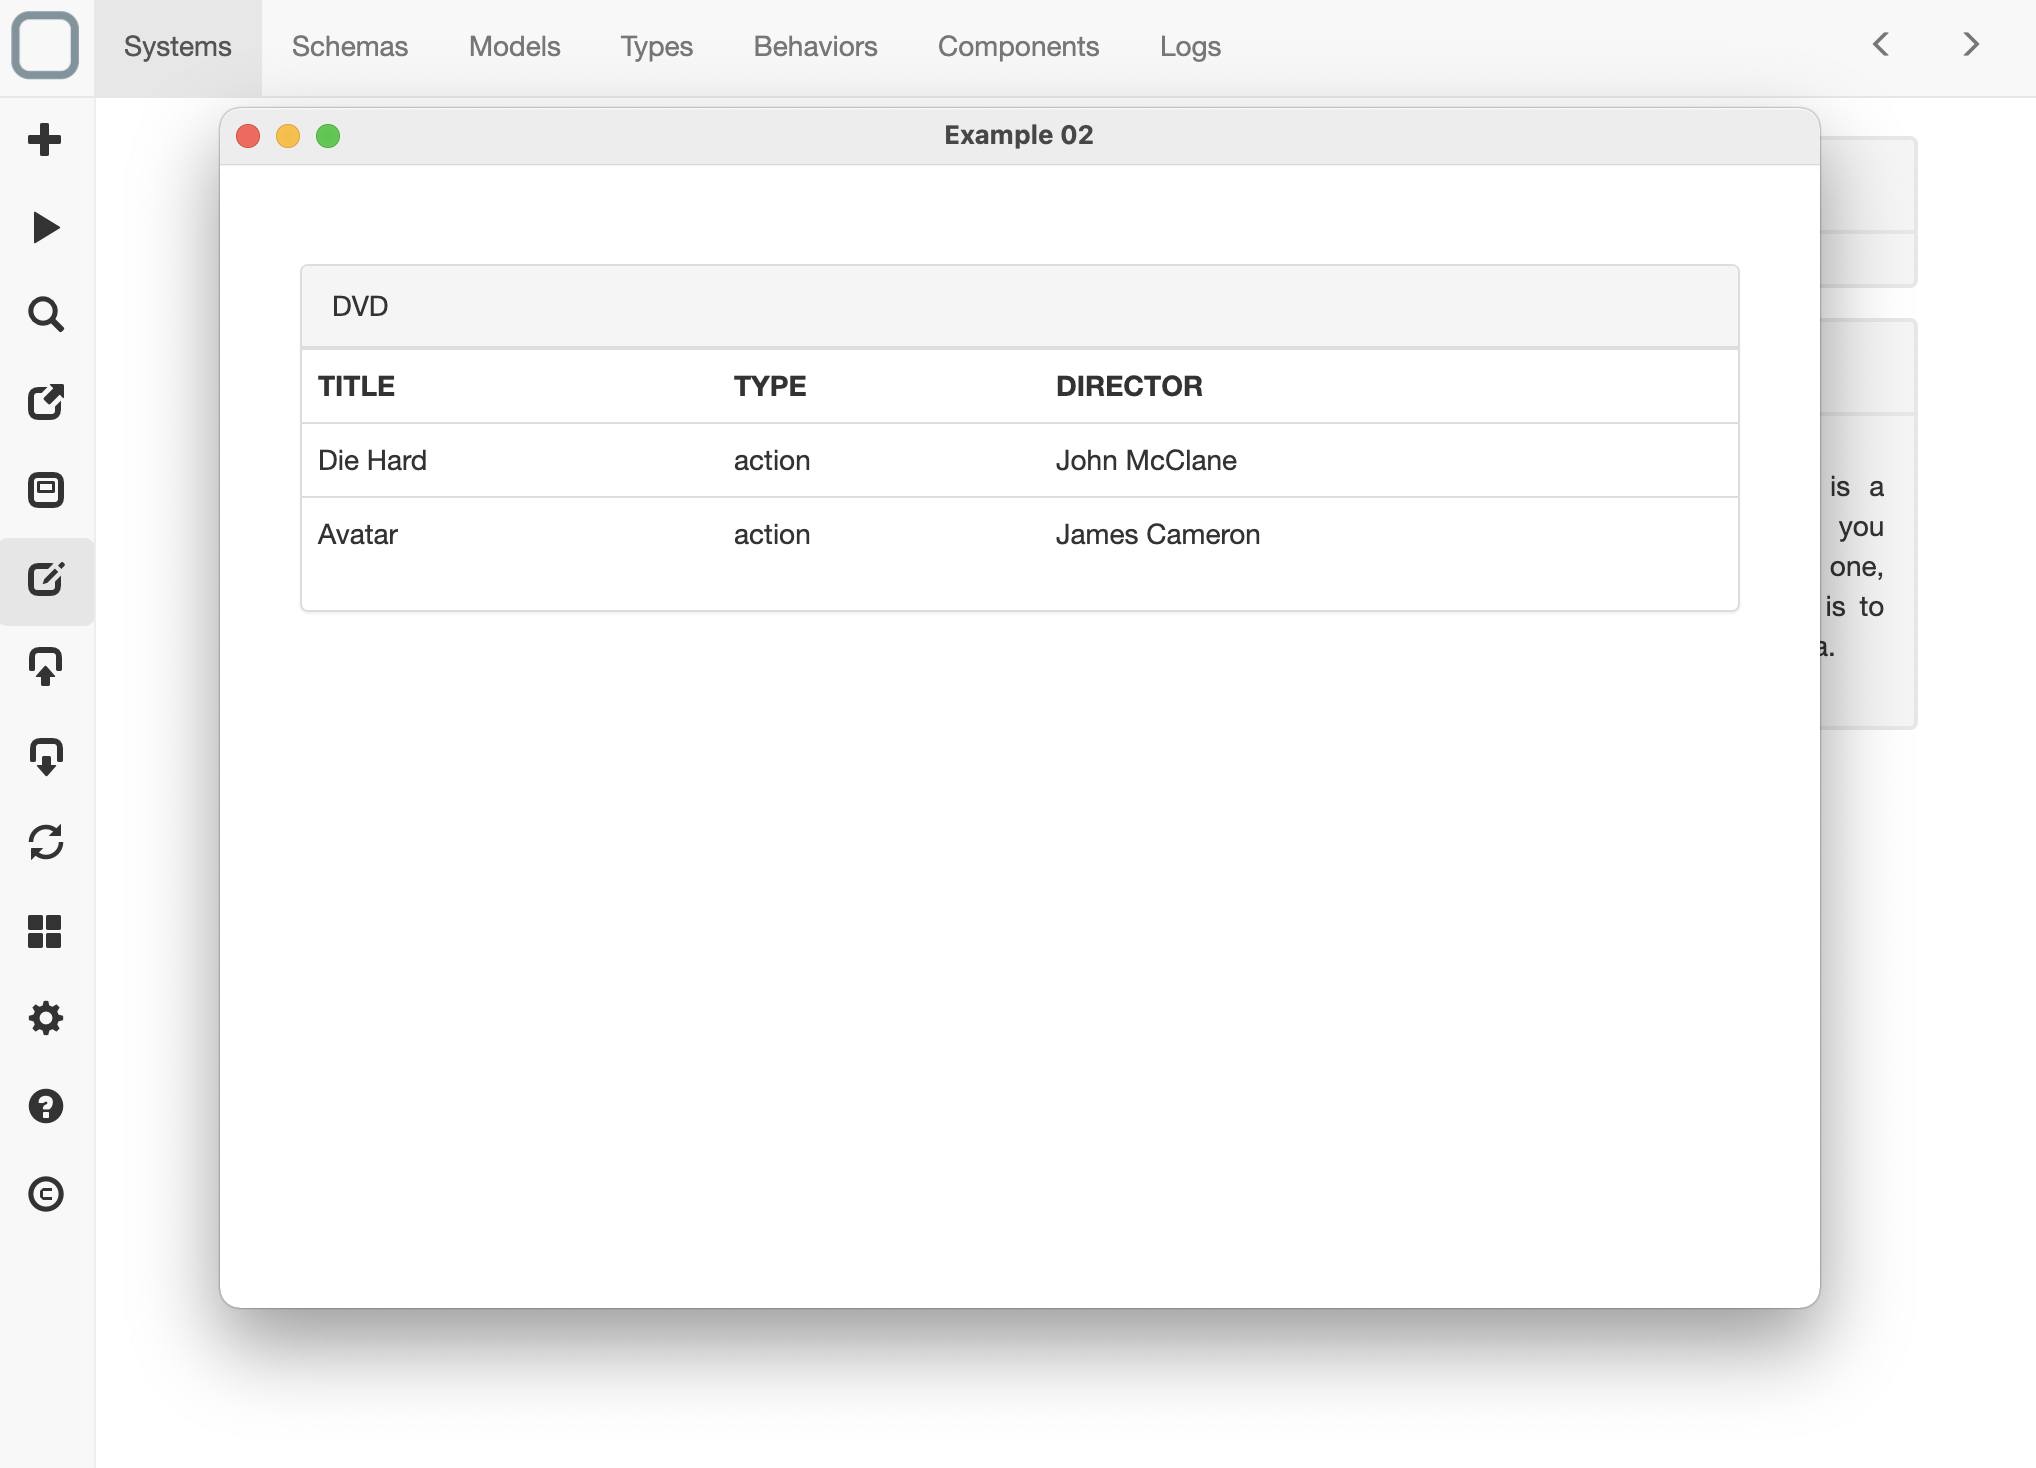 Systems Schemas Models Types Behaviors Components Logs
Example 02
DVD
TITLE TYPE DIRECTOR
Die Hard action John McClane
Avatar action James Cameron
is a
you
one,
is to
a.